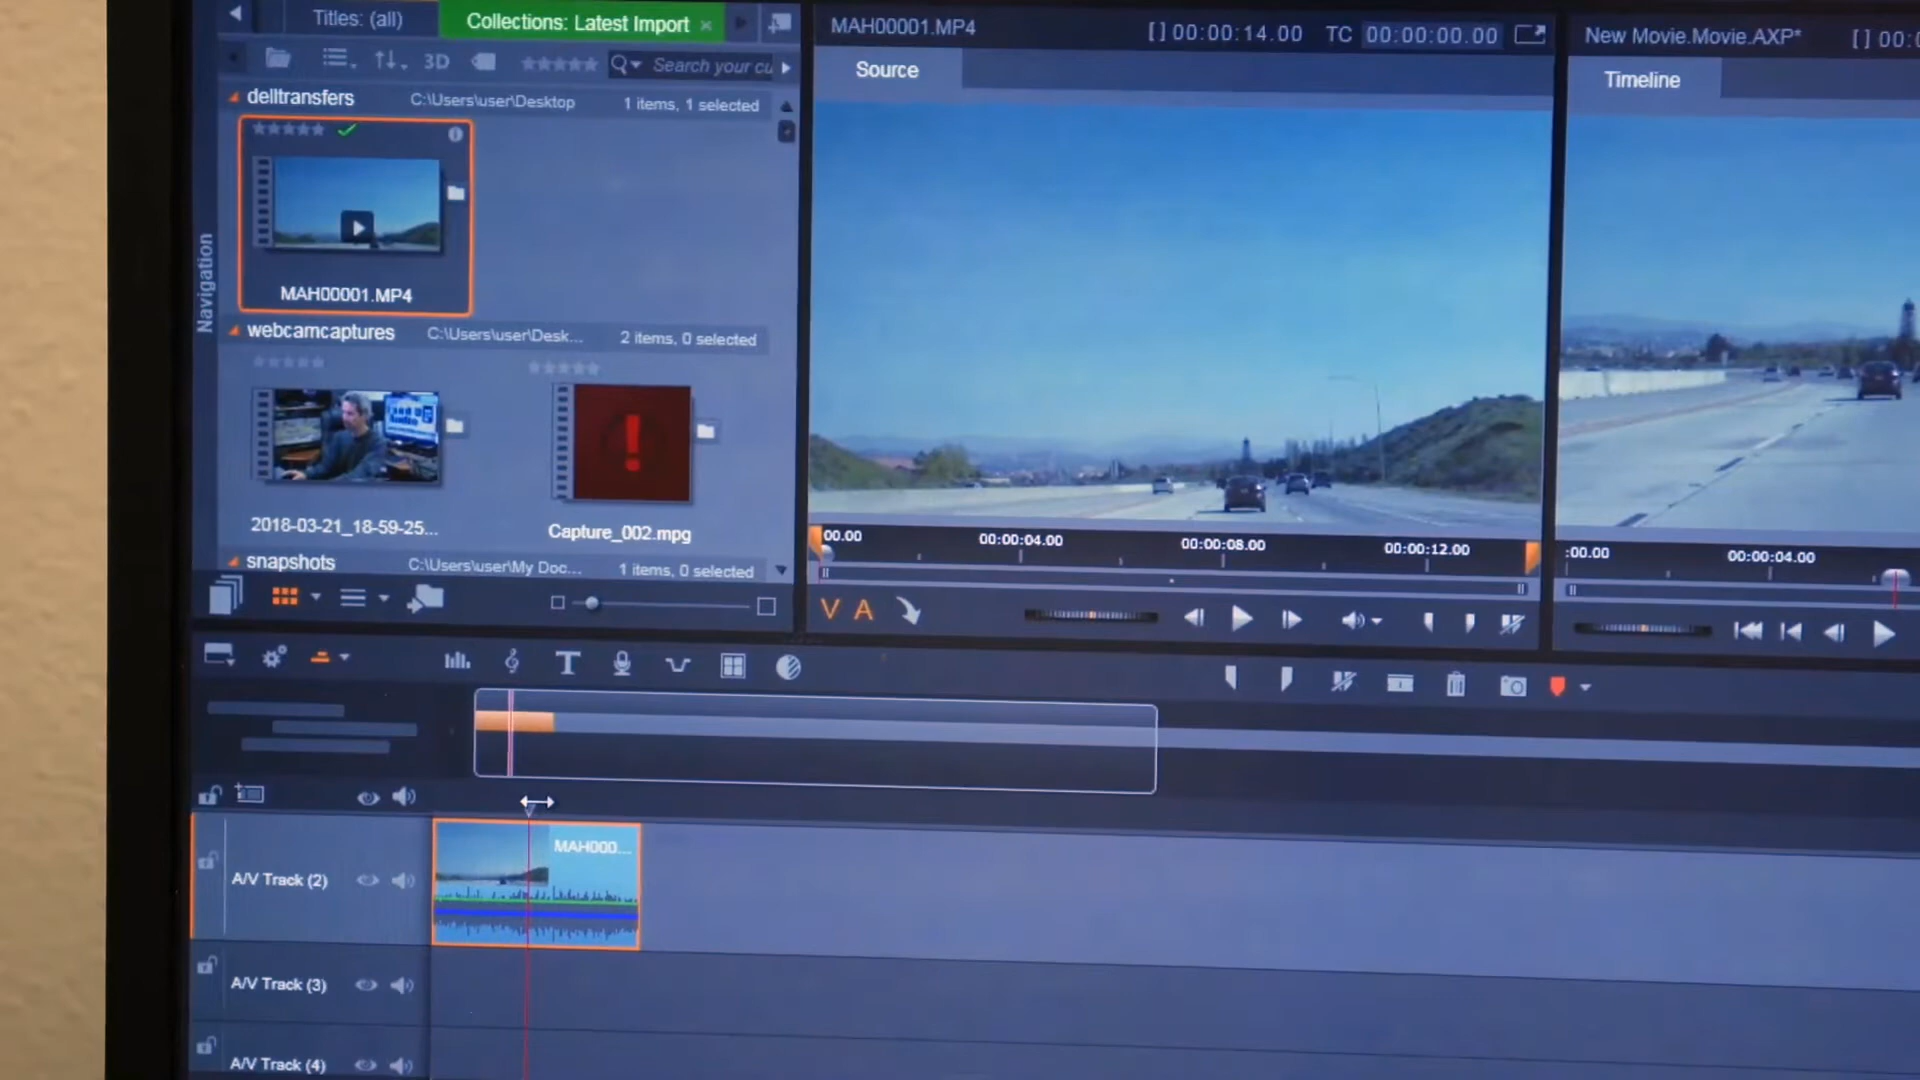 Titles: (all)
Collections: Latest Import
3D
Search your cu
delltransfers
C:\Users\user\Desktop
1 items, 1 selected
MAH00001.MP4
webcamcaptures
C:\Users\user\Desk...
2 items, 0 selected
2018-03-21_18-59-25...
Capture_002.mpg
snapshots
C:\Users\user\My Doc...
1 items, 0 selected
Navigation
MAH00001.MP4
[ ] 00:00:14.00
TC 00:00:00.00
Source
00.00
00:00:04.00
00:00:08.00
00:00:12.00
V A
New Movie.Movie.AXP*
[ ] 00:
Timeline
:00.00
00:00:04.00
MAH000...
A/V Track (2)
A/V Track (3)
A/V Track (4)